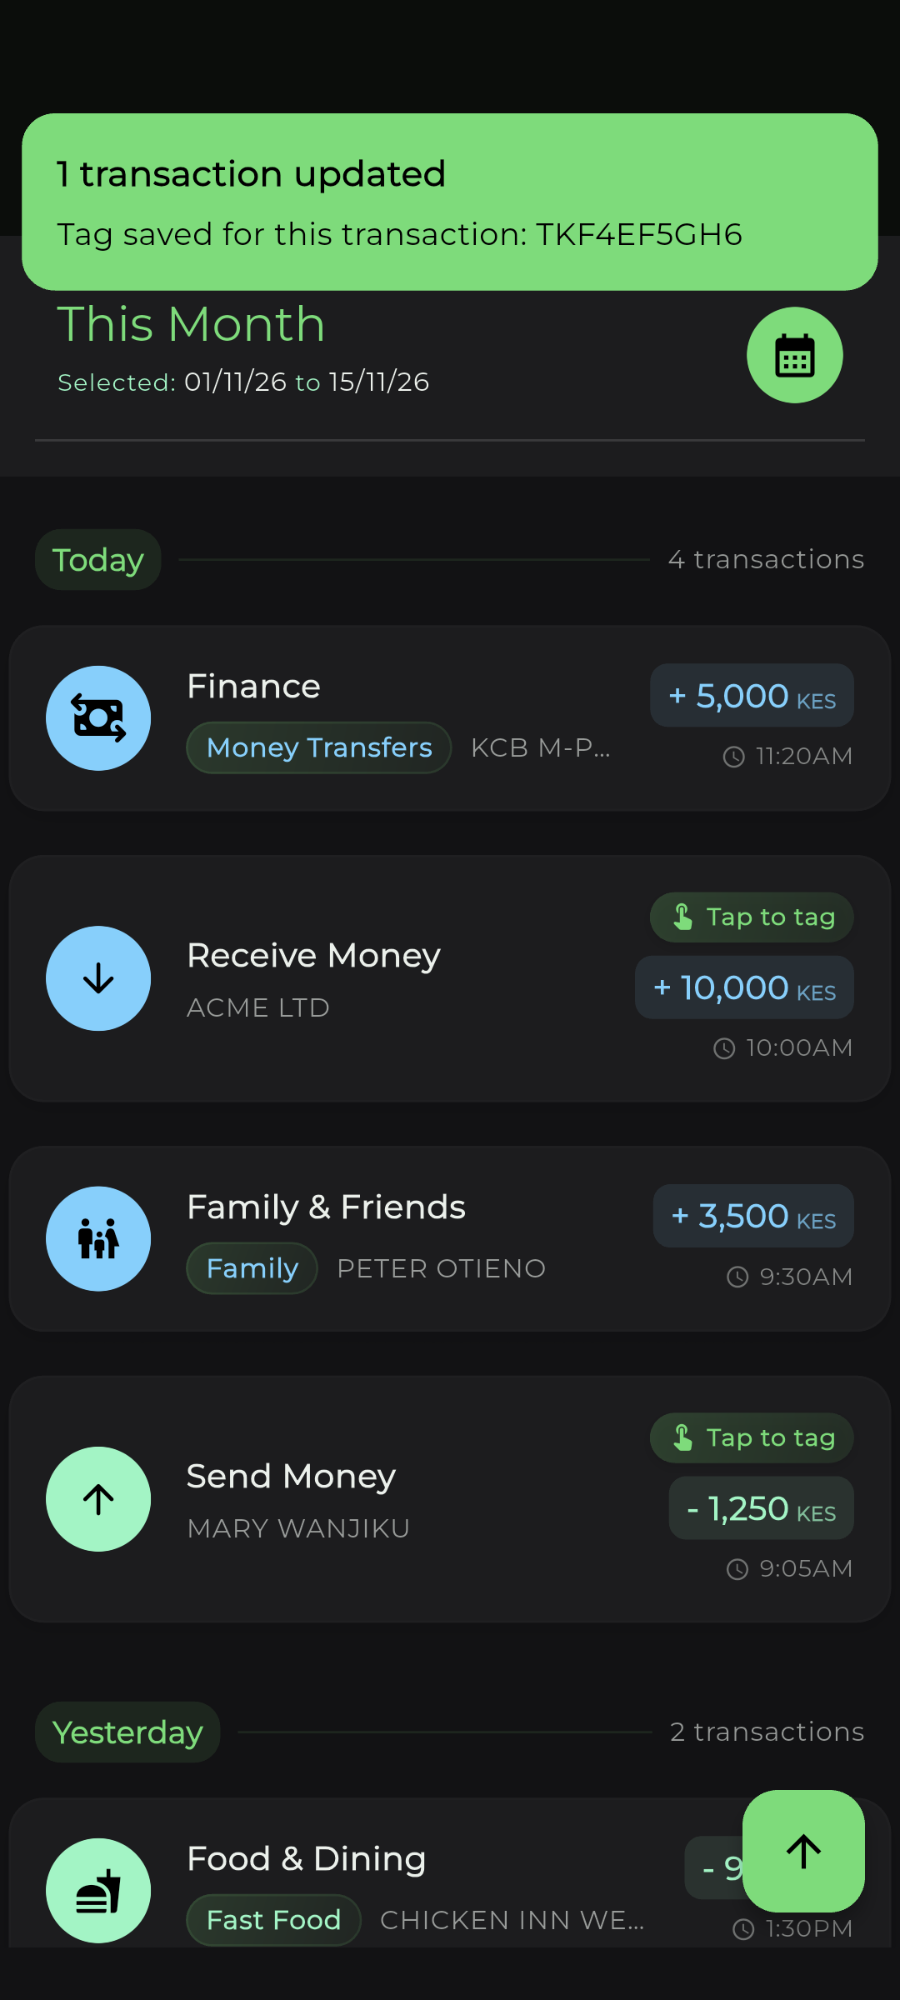 1 transaction updated
Tag saved for this transaction: TKF4EF5GH6
This Month
Selected: 01/11/26 to 15/11/26
Today
4 transactions
Finance
+ 5,000 KES
Money Transfers
KCB M-P...
11:20AM
Tap to tag
Receive Money
+ 10,000 KES
ACME LTD
10:00AM
Family & Friends
+ 3,500 KES
Family
PETER OTIENO
9:30AM
Tap to tag
Send Money
- 1,250 KES
MARY WANJIKU
9:05AM
Yesterday
2 transactions
Food & Dining
- 9
Fast Food
CHICKEN INN WE...
1:30PM